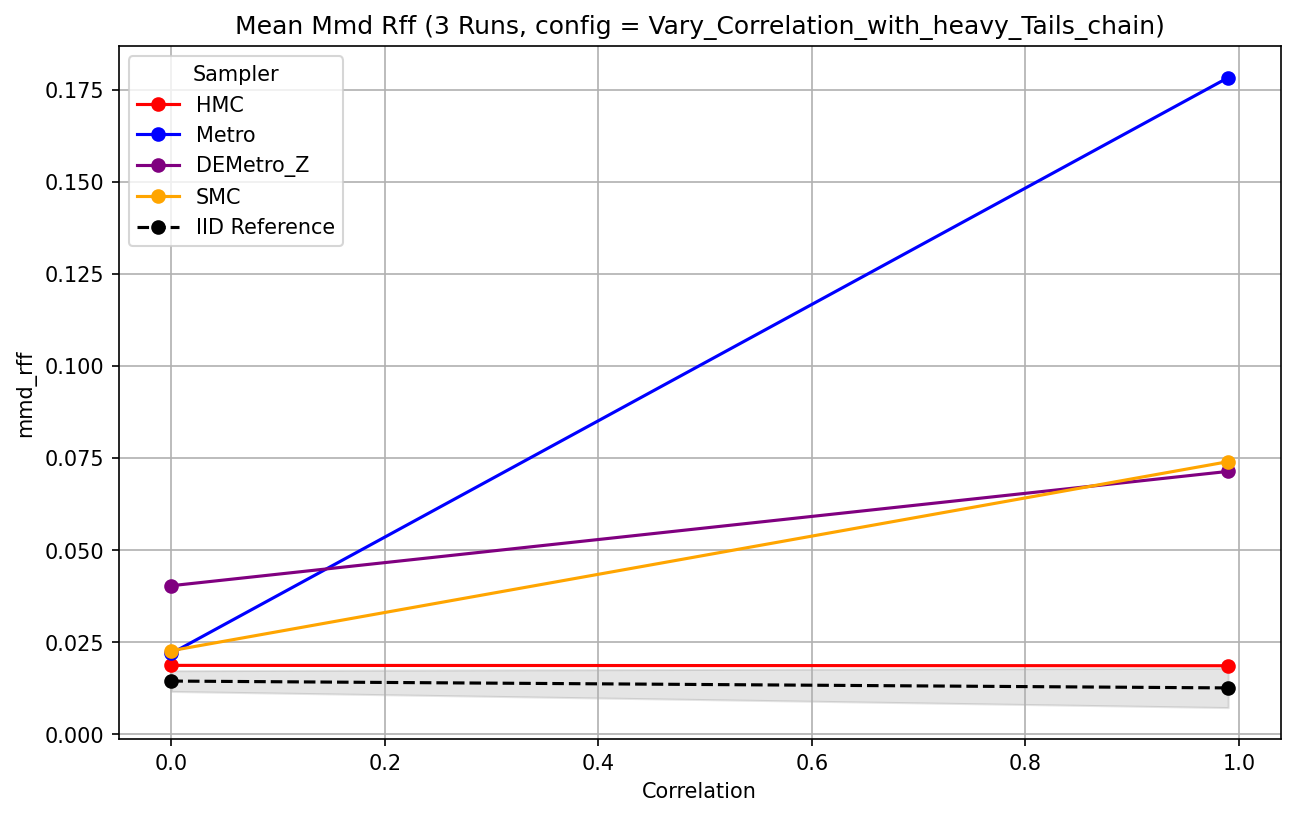 Mean Mmd Rff (3 Runs, config = Vary_Correlation_with_heavy_Tails_chain)
Sampler
HMC
Metro
DEMetro_Z
SMC
IID Reference
mmd_rff
0.175
0.150
0.125
0.100
0.075
0.050
0.025
0.000
0.0 0.2 0.4 0.6 0.8 1.0
Correlation